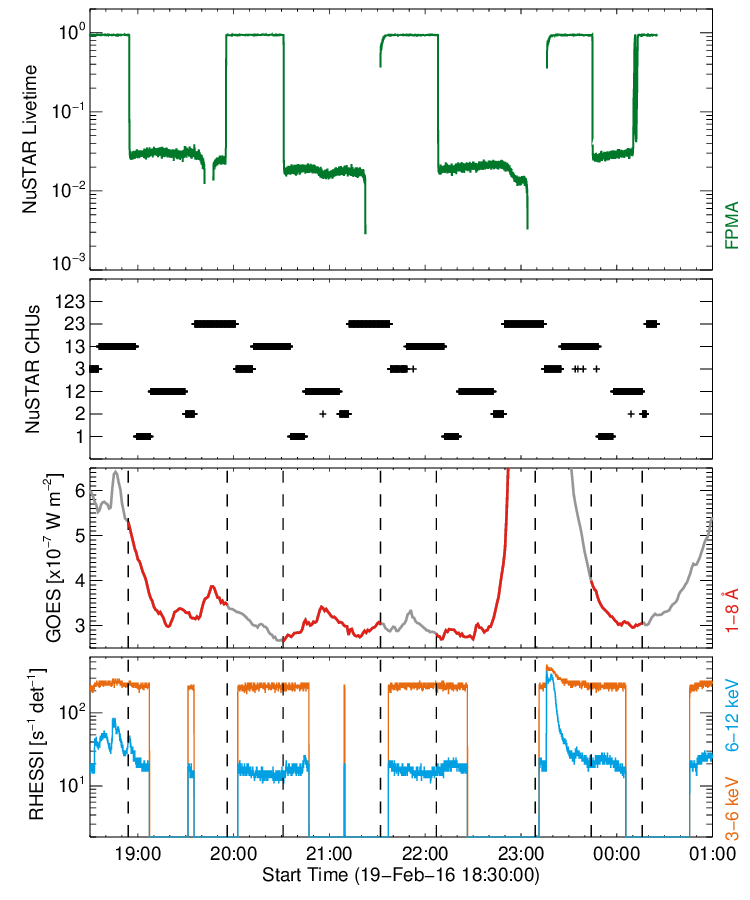 10⁰
10⁻¹
10⁻²
10⁻³
NuSTAR Livetime
FPMA
123
23
13
3
12
2
1
NuSTAR CHUs
6
5
4
3
GOES [x10⁻⁷ W m⁻²]
1−8 Å
10²
10¹
RHESSI [s⁻¹ det⁻¹]
3−6 keV
6−12 keV
19:00 20:00 21:00 22:00 23:00 00:00 01:00
Start Time (19−Feb−16 18:30:00)